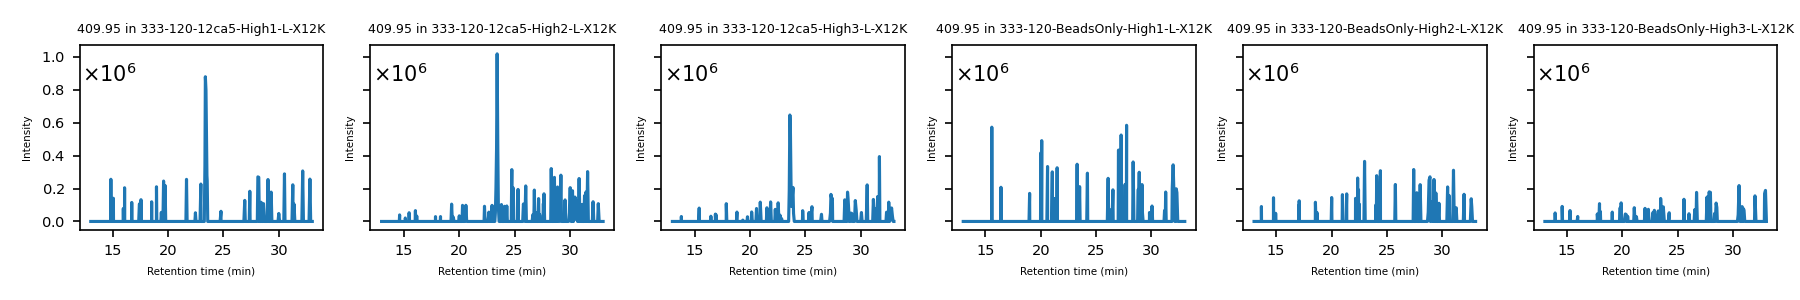 409.95 in 333-120-12ca5-High1-L-X12K
409.95 in 333-120-12ca5-High2-L-X12K
409.95 in 333-120-12ca5-High3-L-X12K
409.95 in 333-120-BeadsOnly-High1-L-X12K
409.95 in 333-120-BeadsOnly-High2-L-X12K
409.95 in 333-120-BeadsOnly-High3-L-X12K
×10⁶
×10⁶
×10⁶
×10⁶
×10⁶
×10⁶
1.0
0.8
0.6
0.4
0.2
0.0
Intensity
Intensity
Intensity
Intensity
Intensity
Intensity
15 20 25 30
15 20 25 30
15 20 25 30
15 20 25 30
15 20 25 30
15 20 25 30
Retention time (min)
Retention time (min)
Retention time (min)
Retention time (min)
Retention time (min)
Retention time (min)